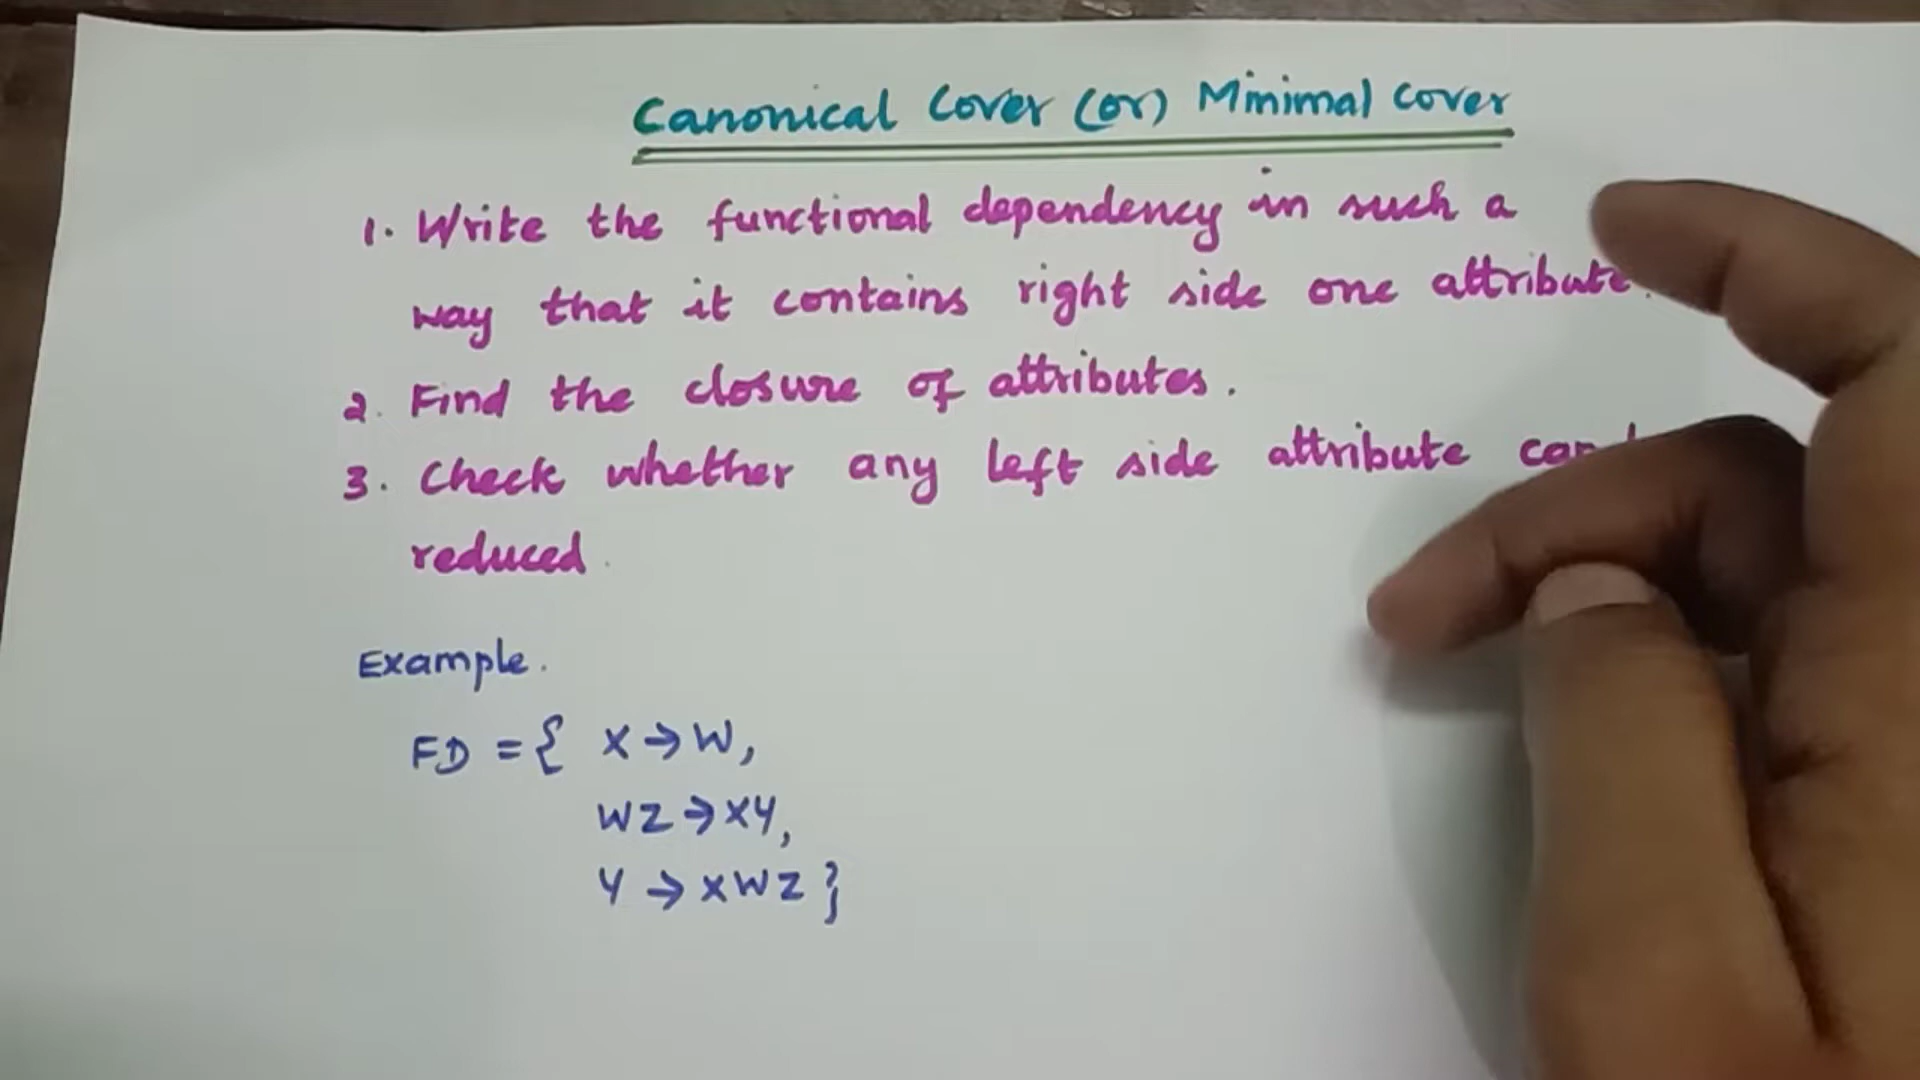 Canonical Cover (or) Minimal cover
1. Write the functional dependency in such a
way that it contains right side one attribute.
2. Find the closure of attributes.
3. Check whether any left side attribute
reduced.
Example.
FD = { X → W,
WZ → XY,
Y → XWZ }